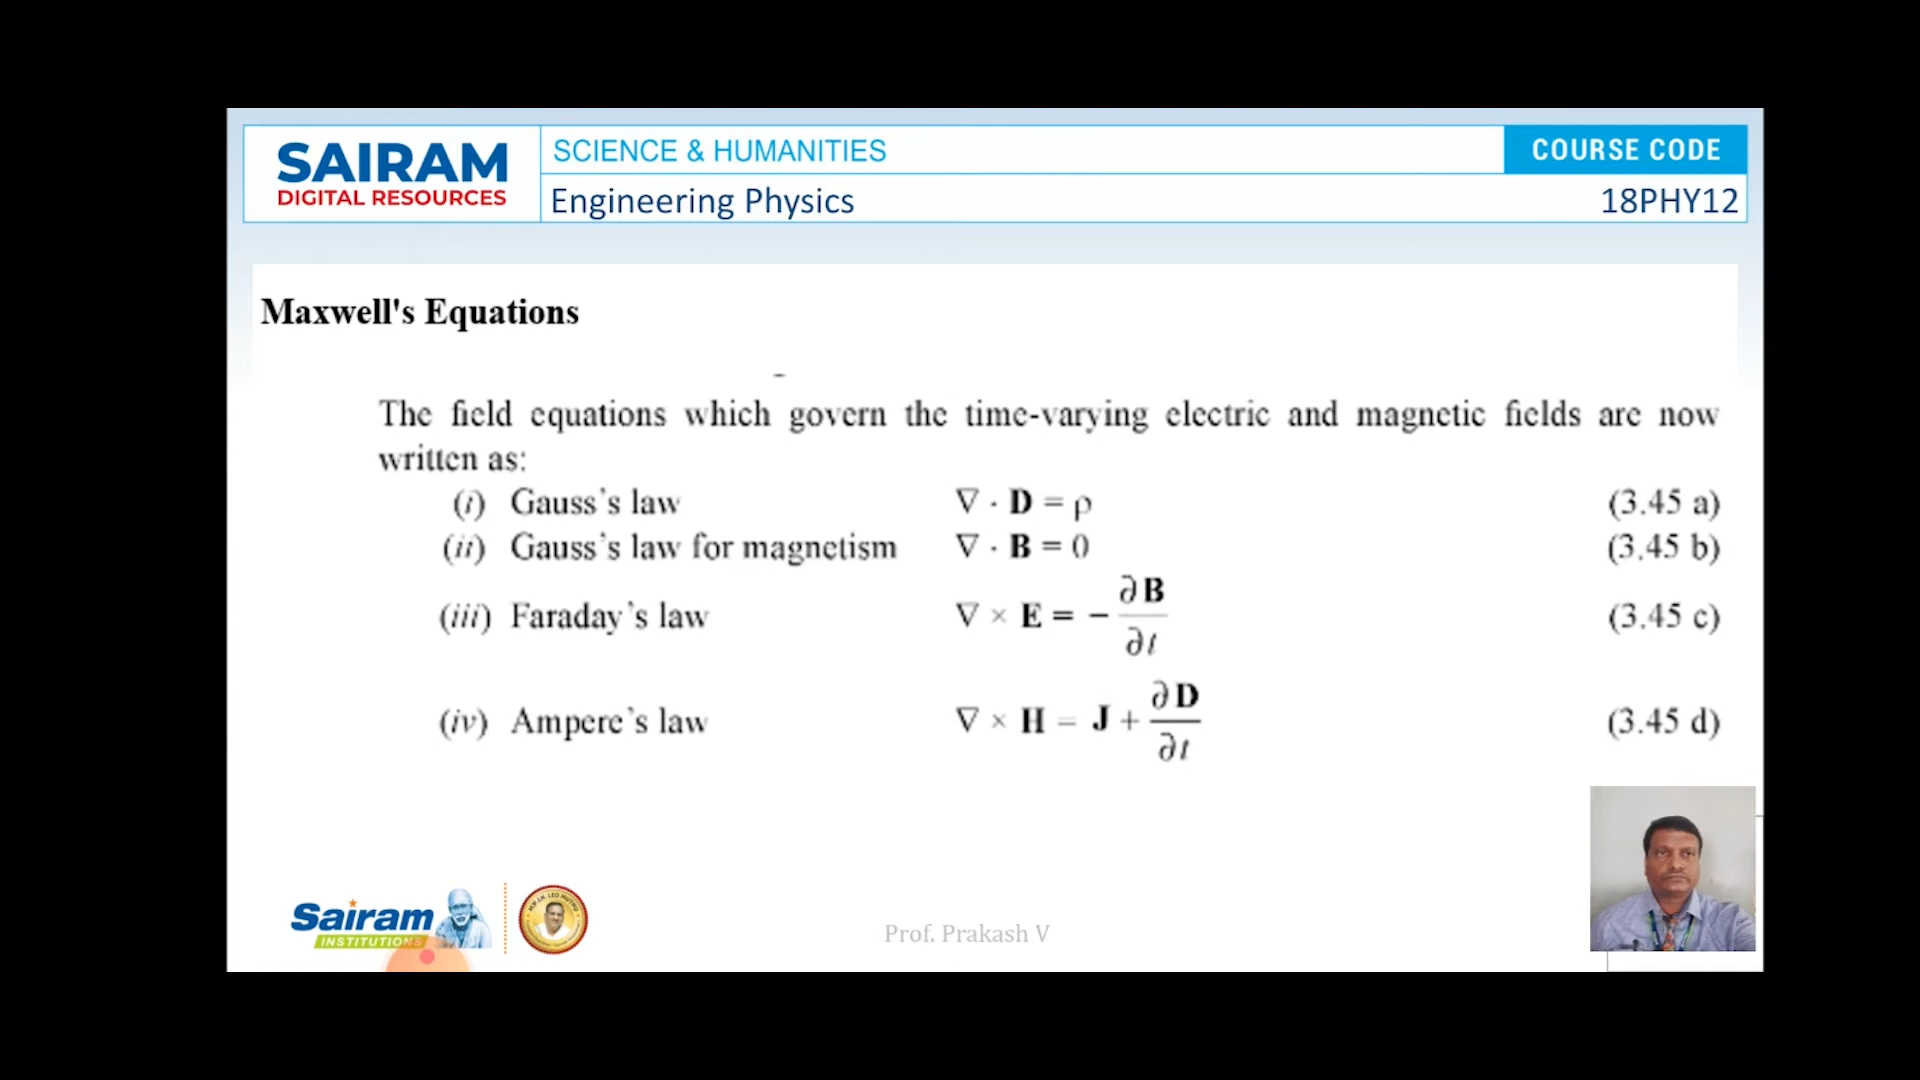 SAIRAM
DIGITAL RESOURCES
SCIENCE & HUMANITIES
COURSE CODE
Engineering Physics
18PHY12
Maxwell's Equations
The field equations which govern the time-varying electric and magnetic fields are now
written as:
(i) Gauss's law ∇ · D = ρ (3.45 a)
(ii) Gauss's law for magnetism ∇ · B = 0 (3.45 b)
(iii) Faraday's law ∇ × E = − ∂B/∂t (3.45 c)
(iv) Ampere's law ∇ × H = J + ∂D/∂t (3.45 d)
Sairam
INSTITUTIONS
Prof. Prakash V